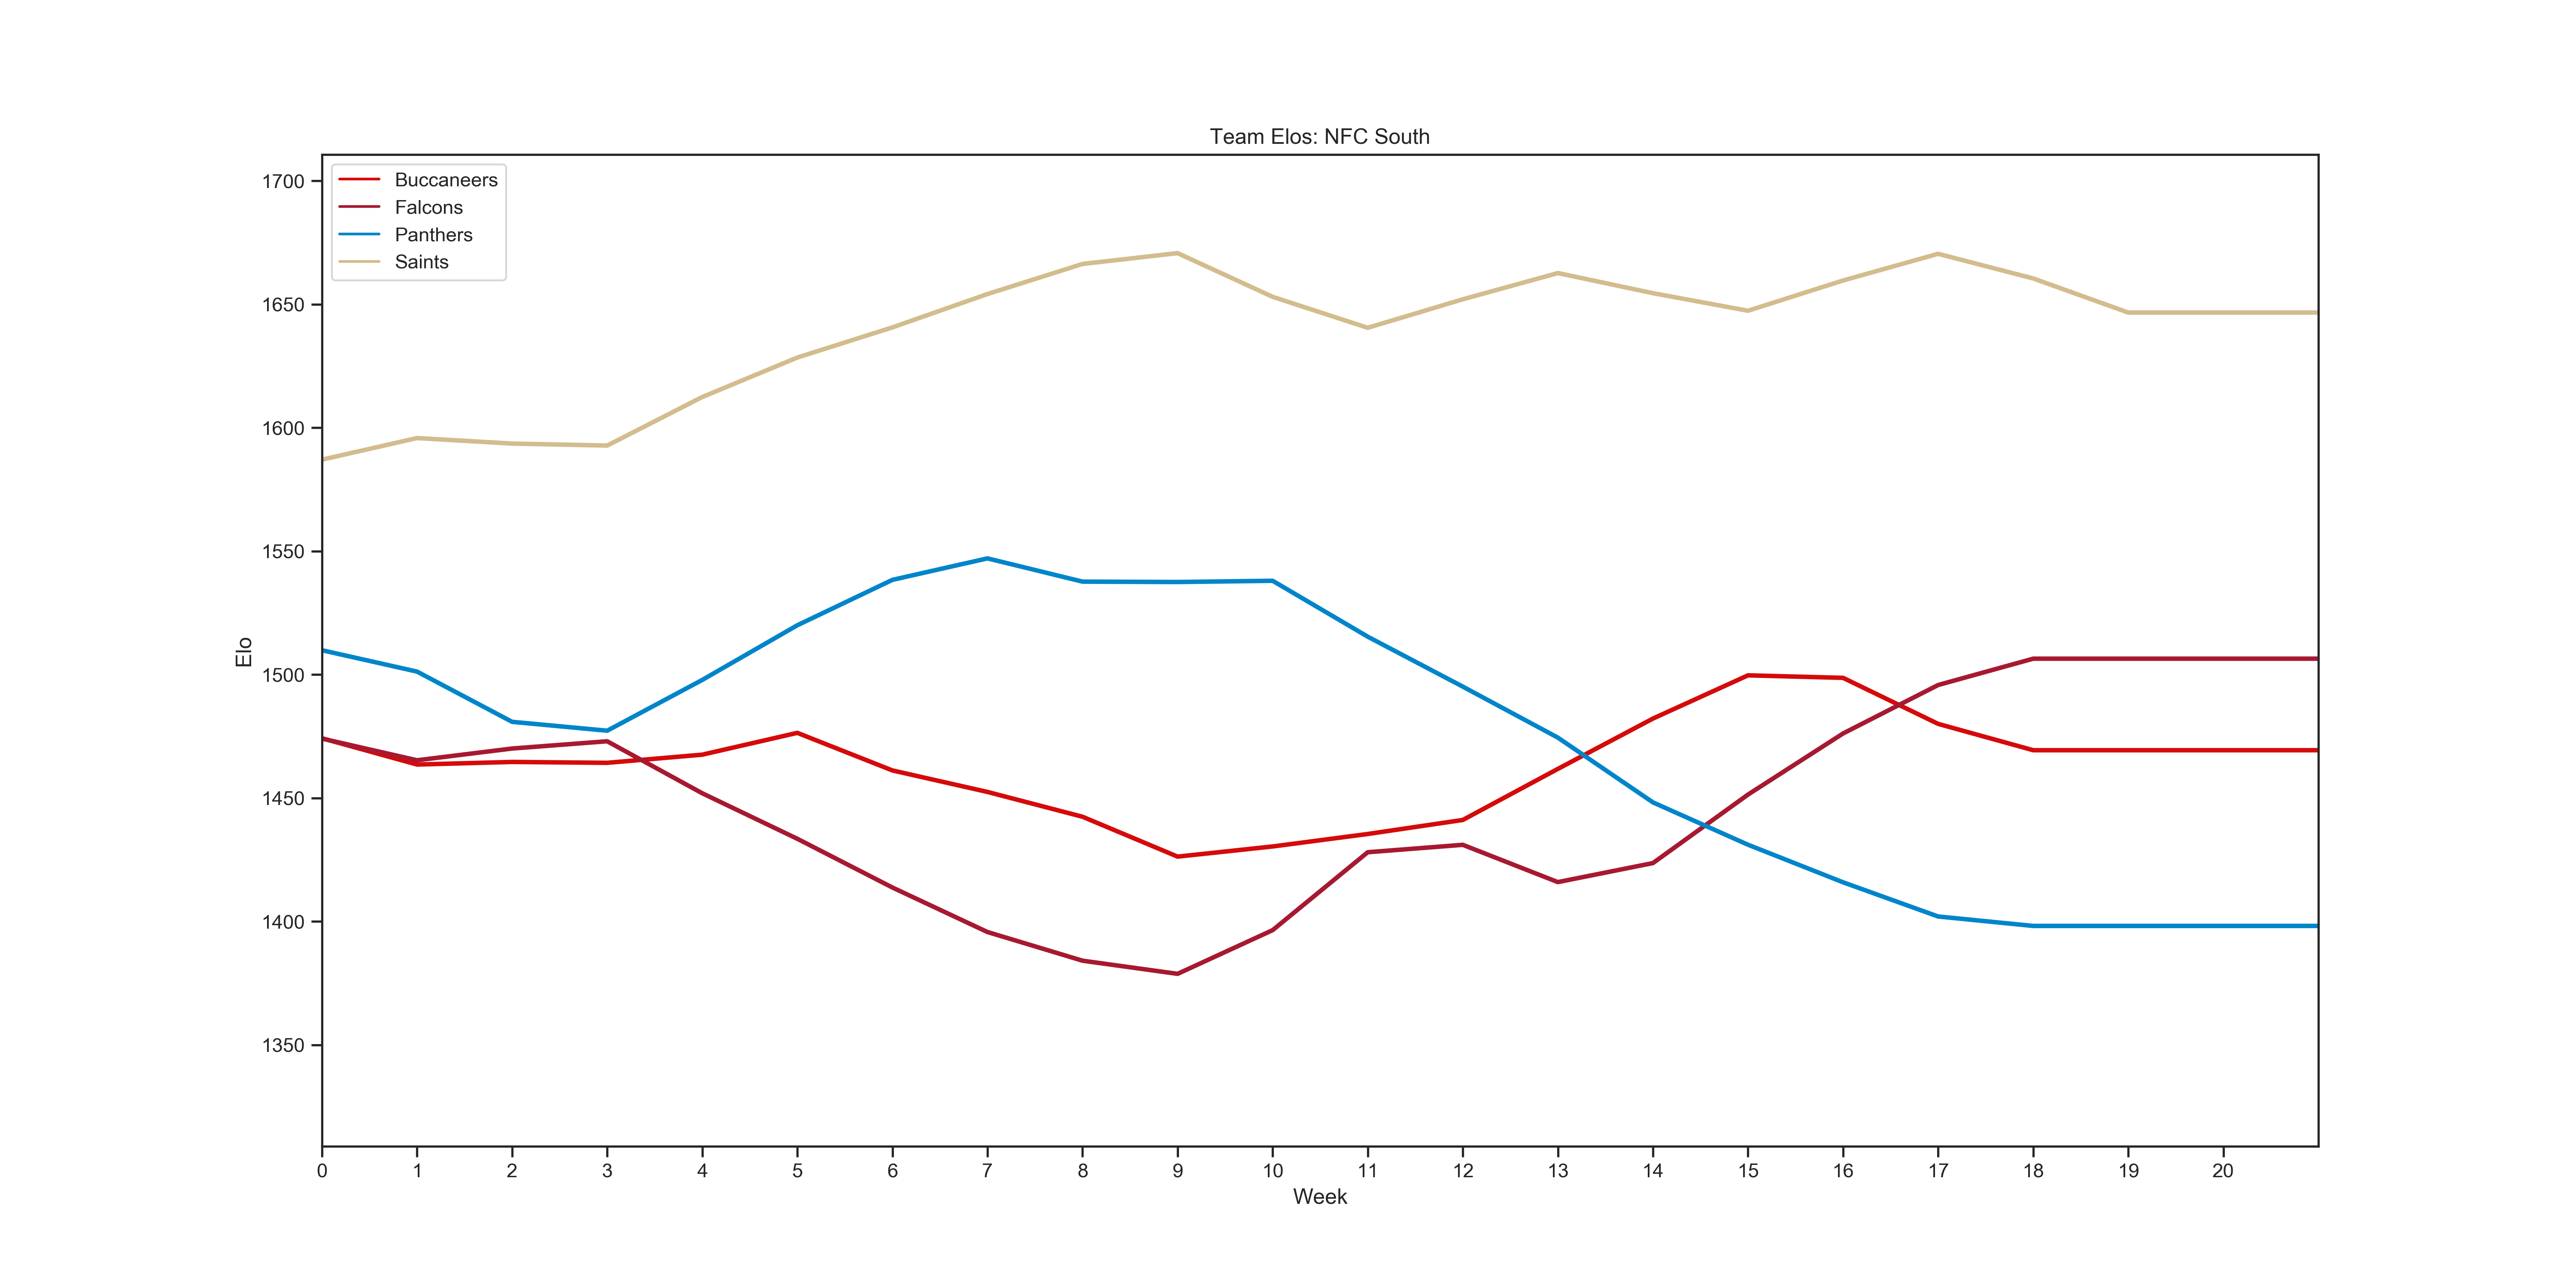 Team Elos: NFC South
Buccaneers
Falcons
Panthers
Saints
1700
1650
1600
1550
1500
1450
1400
1350
Elo
0 1 2 3 4 5 6 7 8 9 10 11 12 13 14 15 16 17 18 19 20
Week